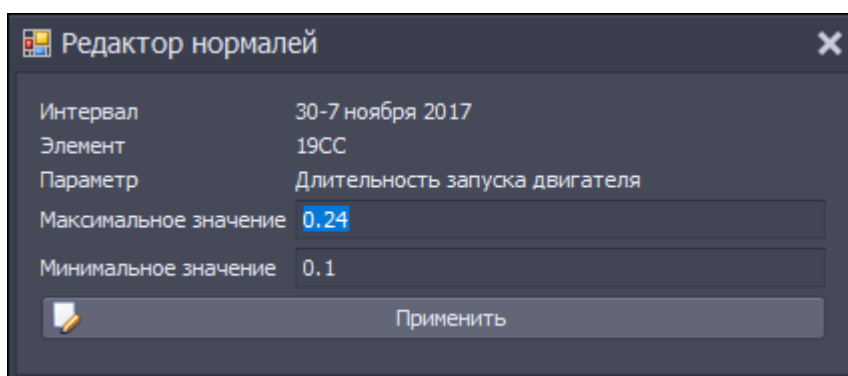 Редактор нормалей
Интервал 30-7 ноября 2017
Элемент 19СС
Параметр Длительность запуска двигателя
Максимальное значение 0.24
Минимальное значение 0.1
Применить